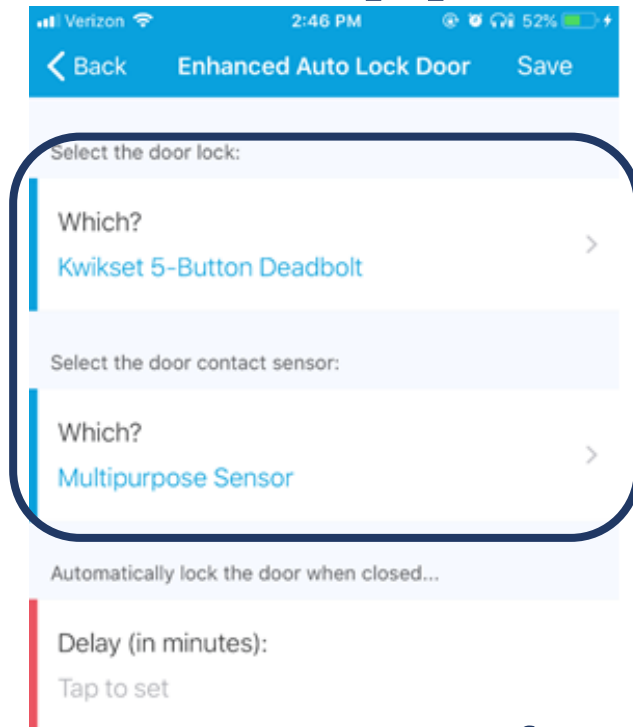 Verizon 2:46 PM 52%
Back Enhanced Auto Lock Door Save
Select the door lock:
Which?
Kwikset 5-Button Deadbolt
Select the door contact sensor:
Which?
Multipurpose Sensor
Automatically lock the door when closed...
Delay (in minutes):
Tap to set